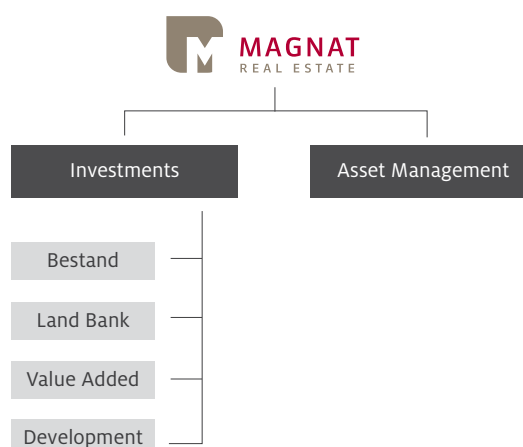 MAGNAT
REAL ESTATE
Investments
Asset Management
Bestand
Land Bank
Value Added
Development